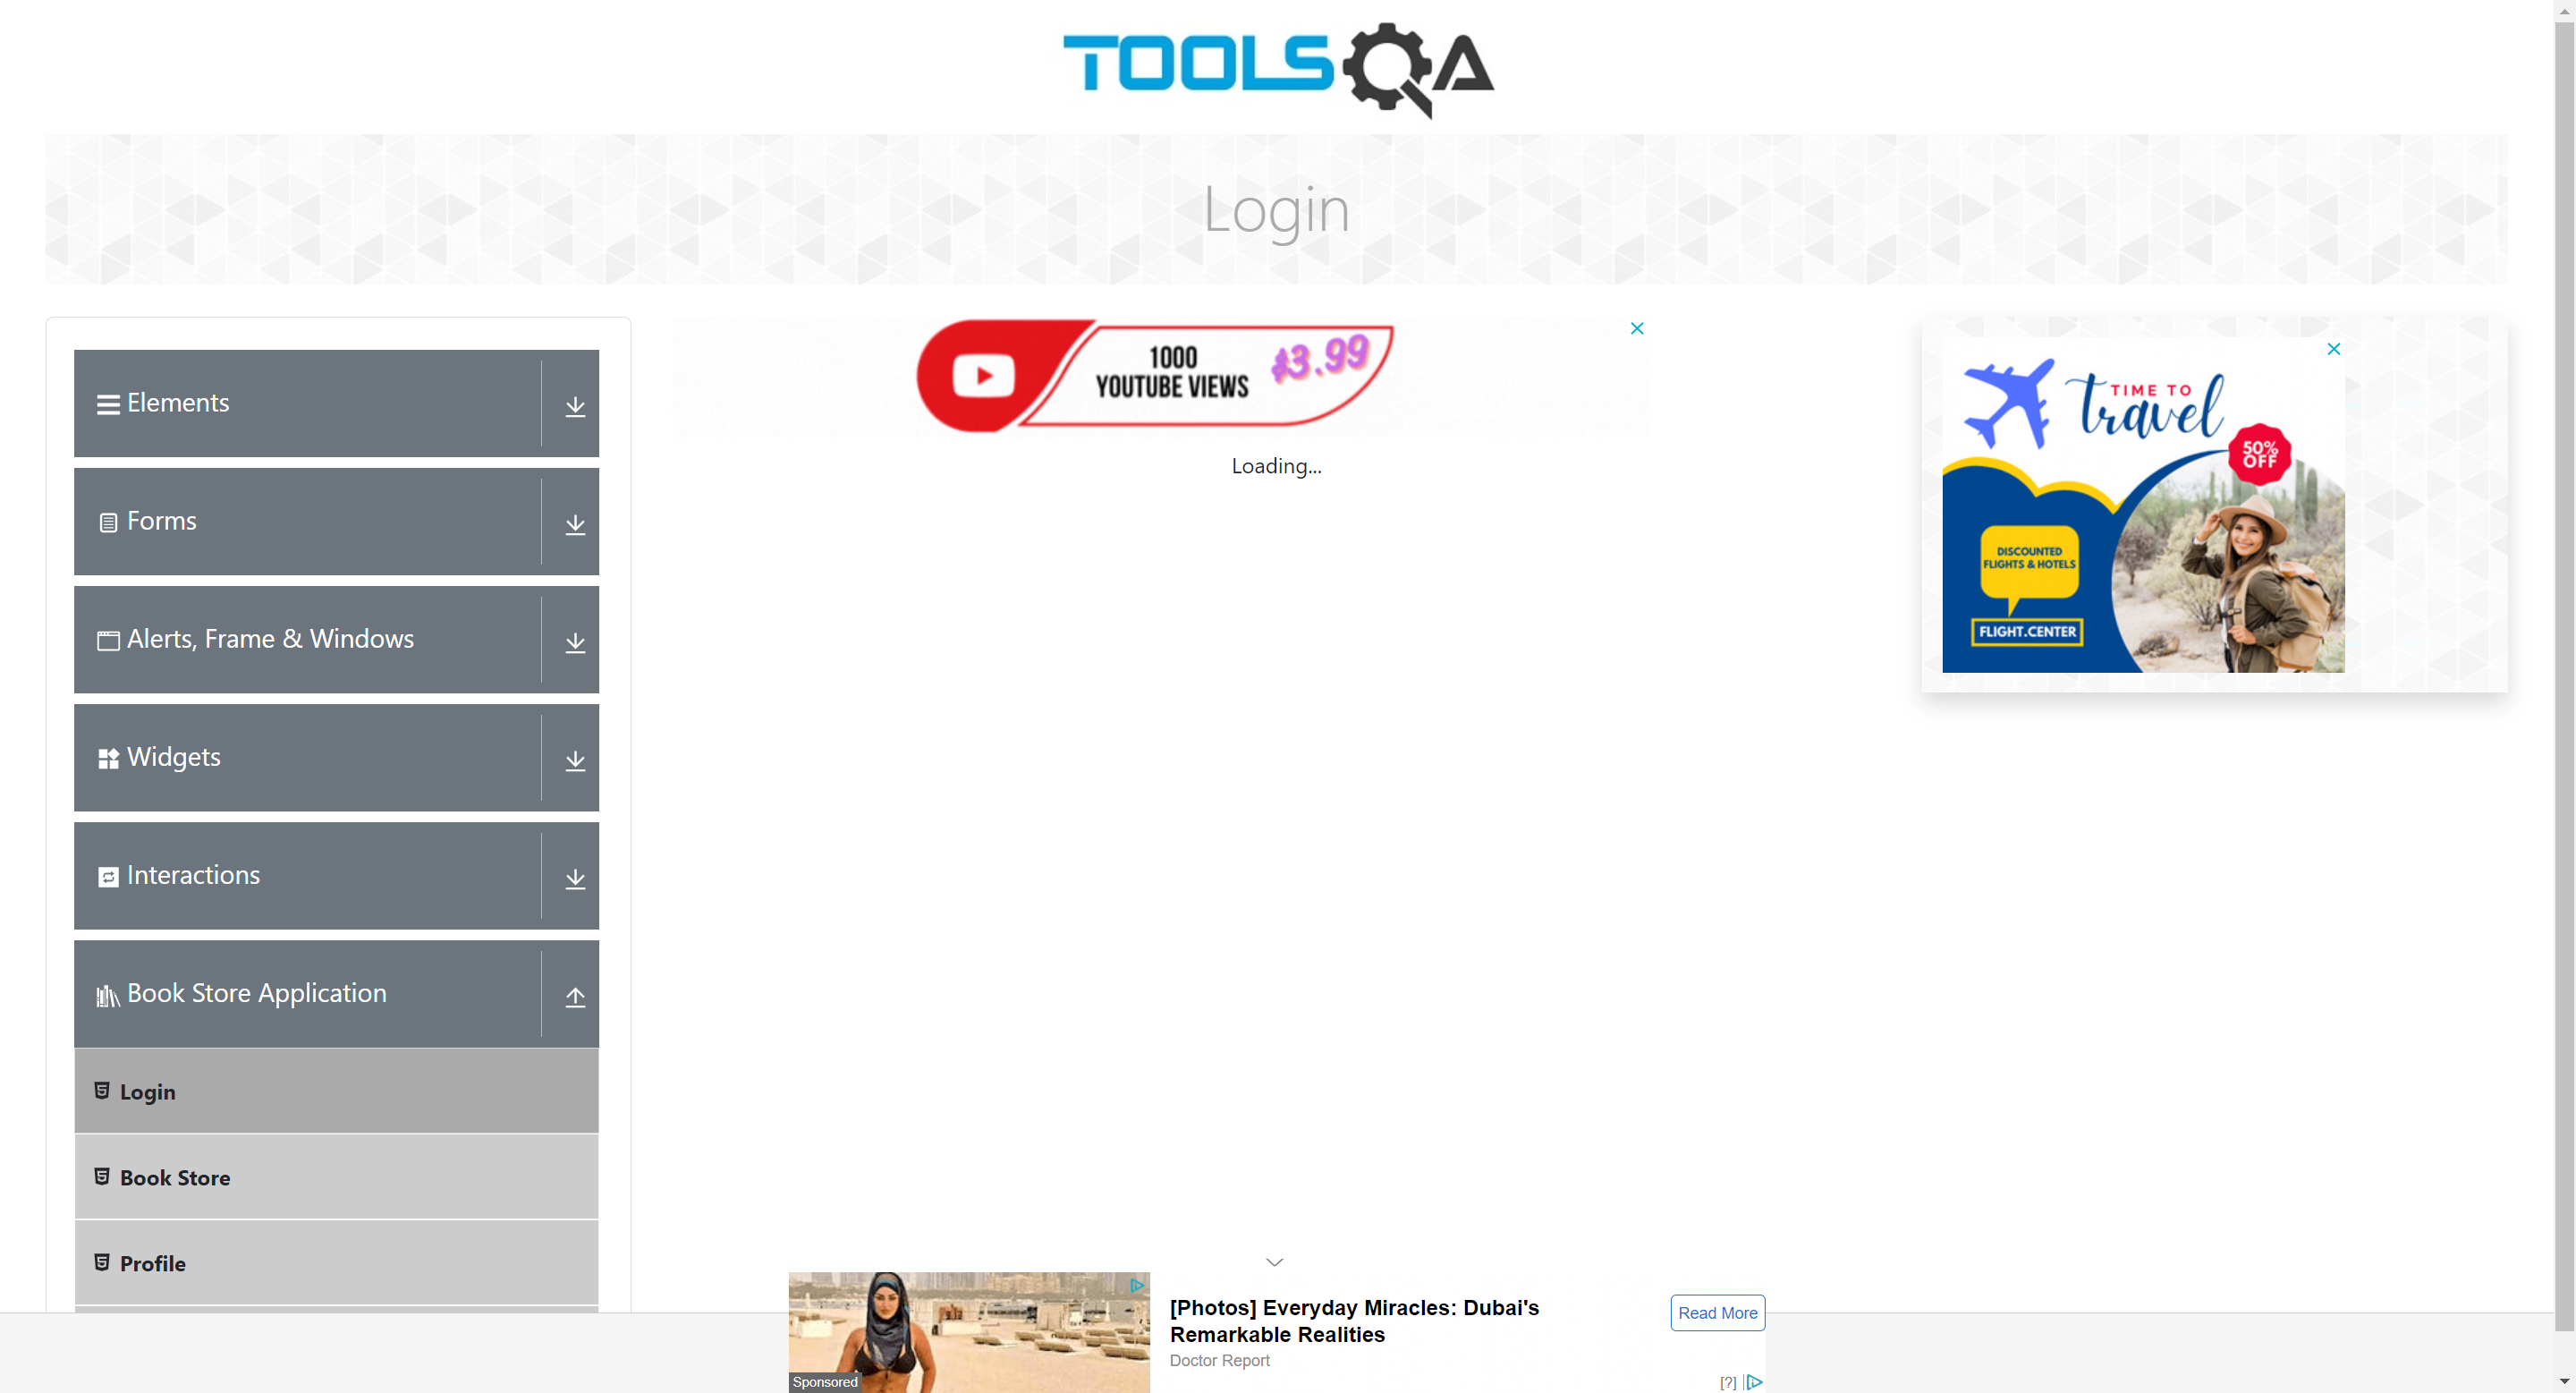 TOOLSQA
Login
Elements
Forms
Alerts, Frame & Windows
Widgets
Interactions
Book Store Application
Login
Book Store
Profile
1000
YOUTUBE VIEWS
$3.99
Loading...
TIME TO
travel
50%
OFF
DISCOUNTED
FLIGHTS & HOTELS
FLIGHT.CENTER
[Photos] Everyday Miracles: Dubai's
Remarkable Realities
Doctor Report
Read More
Sponsored
[?]